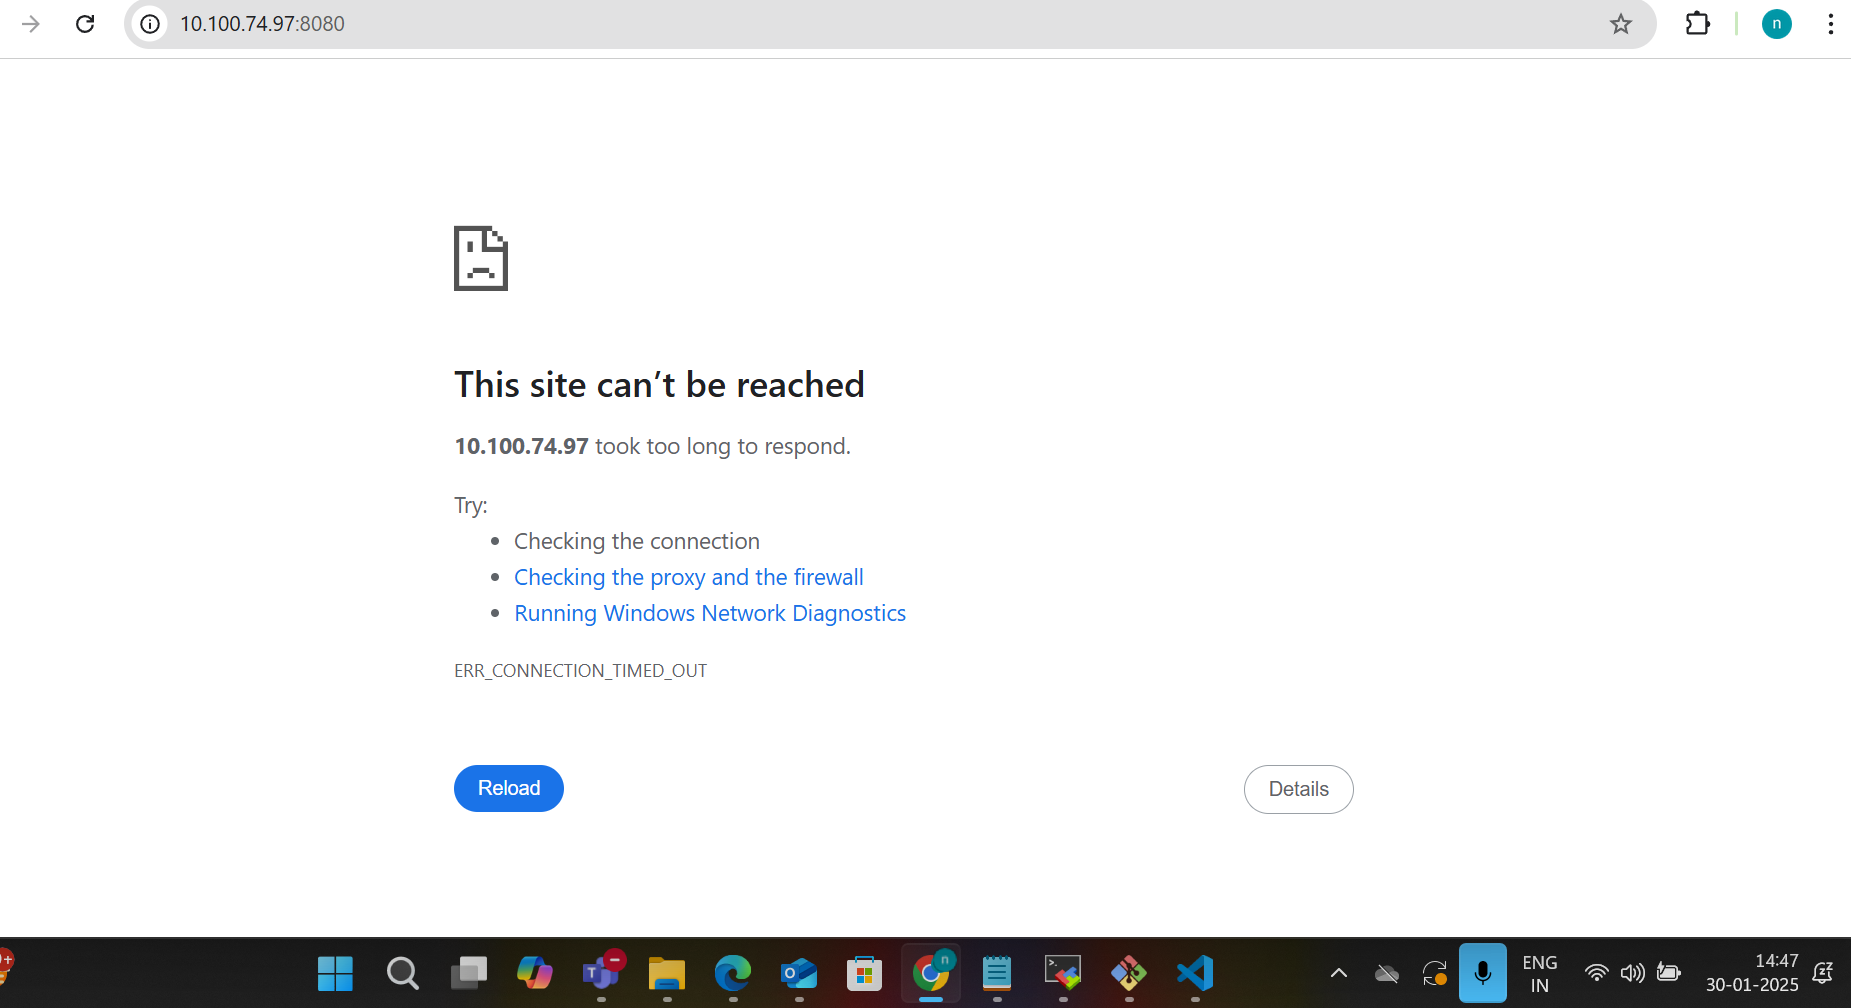 10.100.74.97:8080
n
This site can’t be reached
10.100.74.97 took too long to respond.
Try:
Checking the connection
Checking the proxy and the firewall
Running Windows Network Diagnostics
ERR_CONNECTION_TIMED_OUT
Reload
Details
n
ENG
IN
14:47
30-01-2025